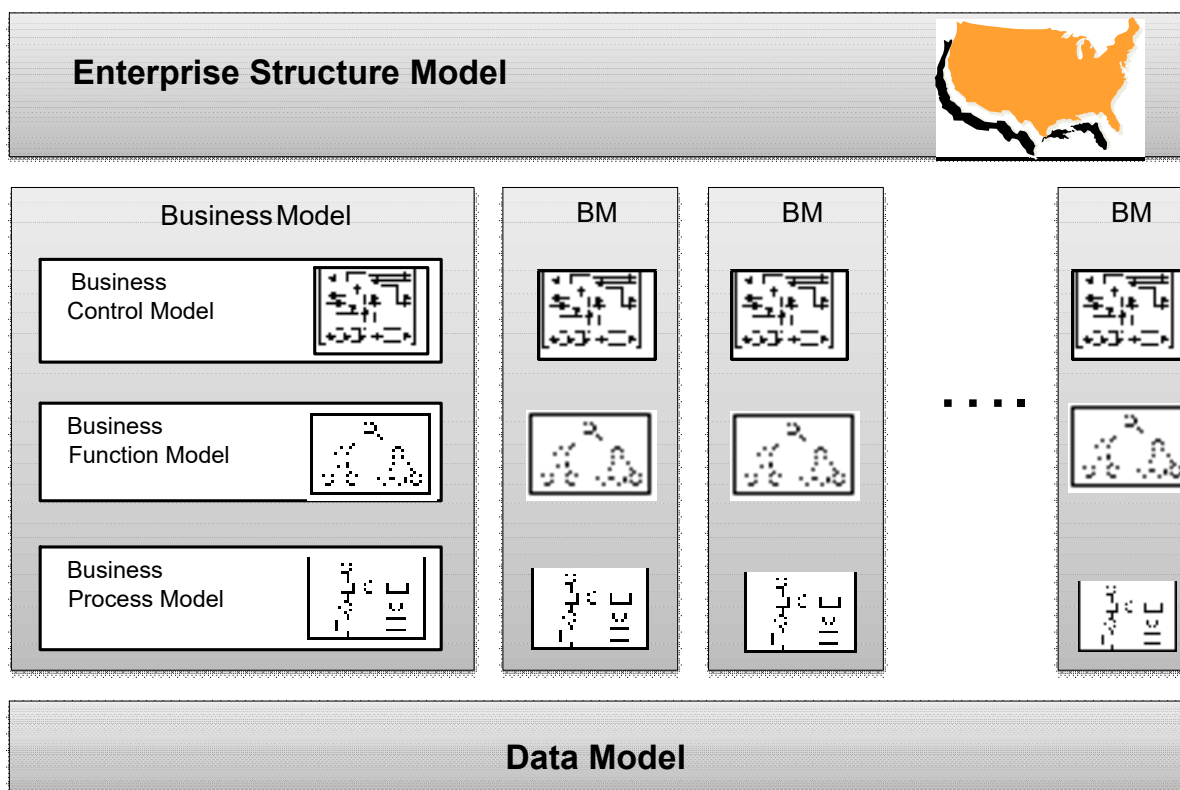 Enterprise Structure Model
Business Model
BM
BM
BM
Business
Control Model
Business
Function Model
....
Business
Process Model
Data Model